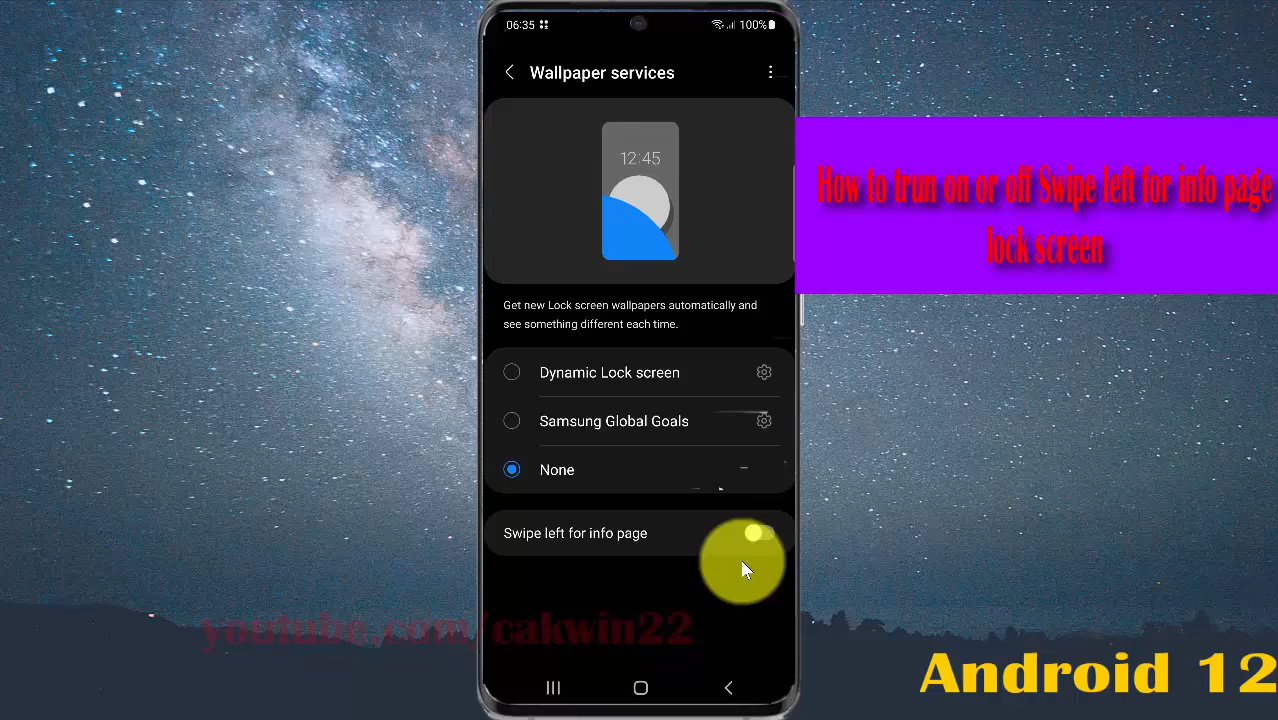 06:35 100%
Wallpaper services
12:45
How to trun on or off Swipe left for info page
lock screen
Get new Lock screen wallpapers automatically and
see something different each time.
Dynamic Lock screen
Samsung Global Goals
None
Swipe left for info page
youtube.com/cakwin22
Android 12